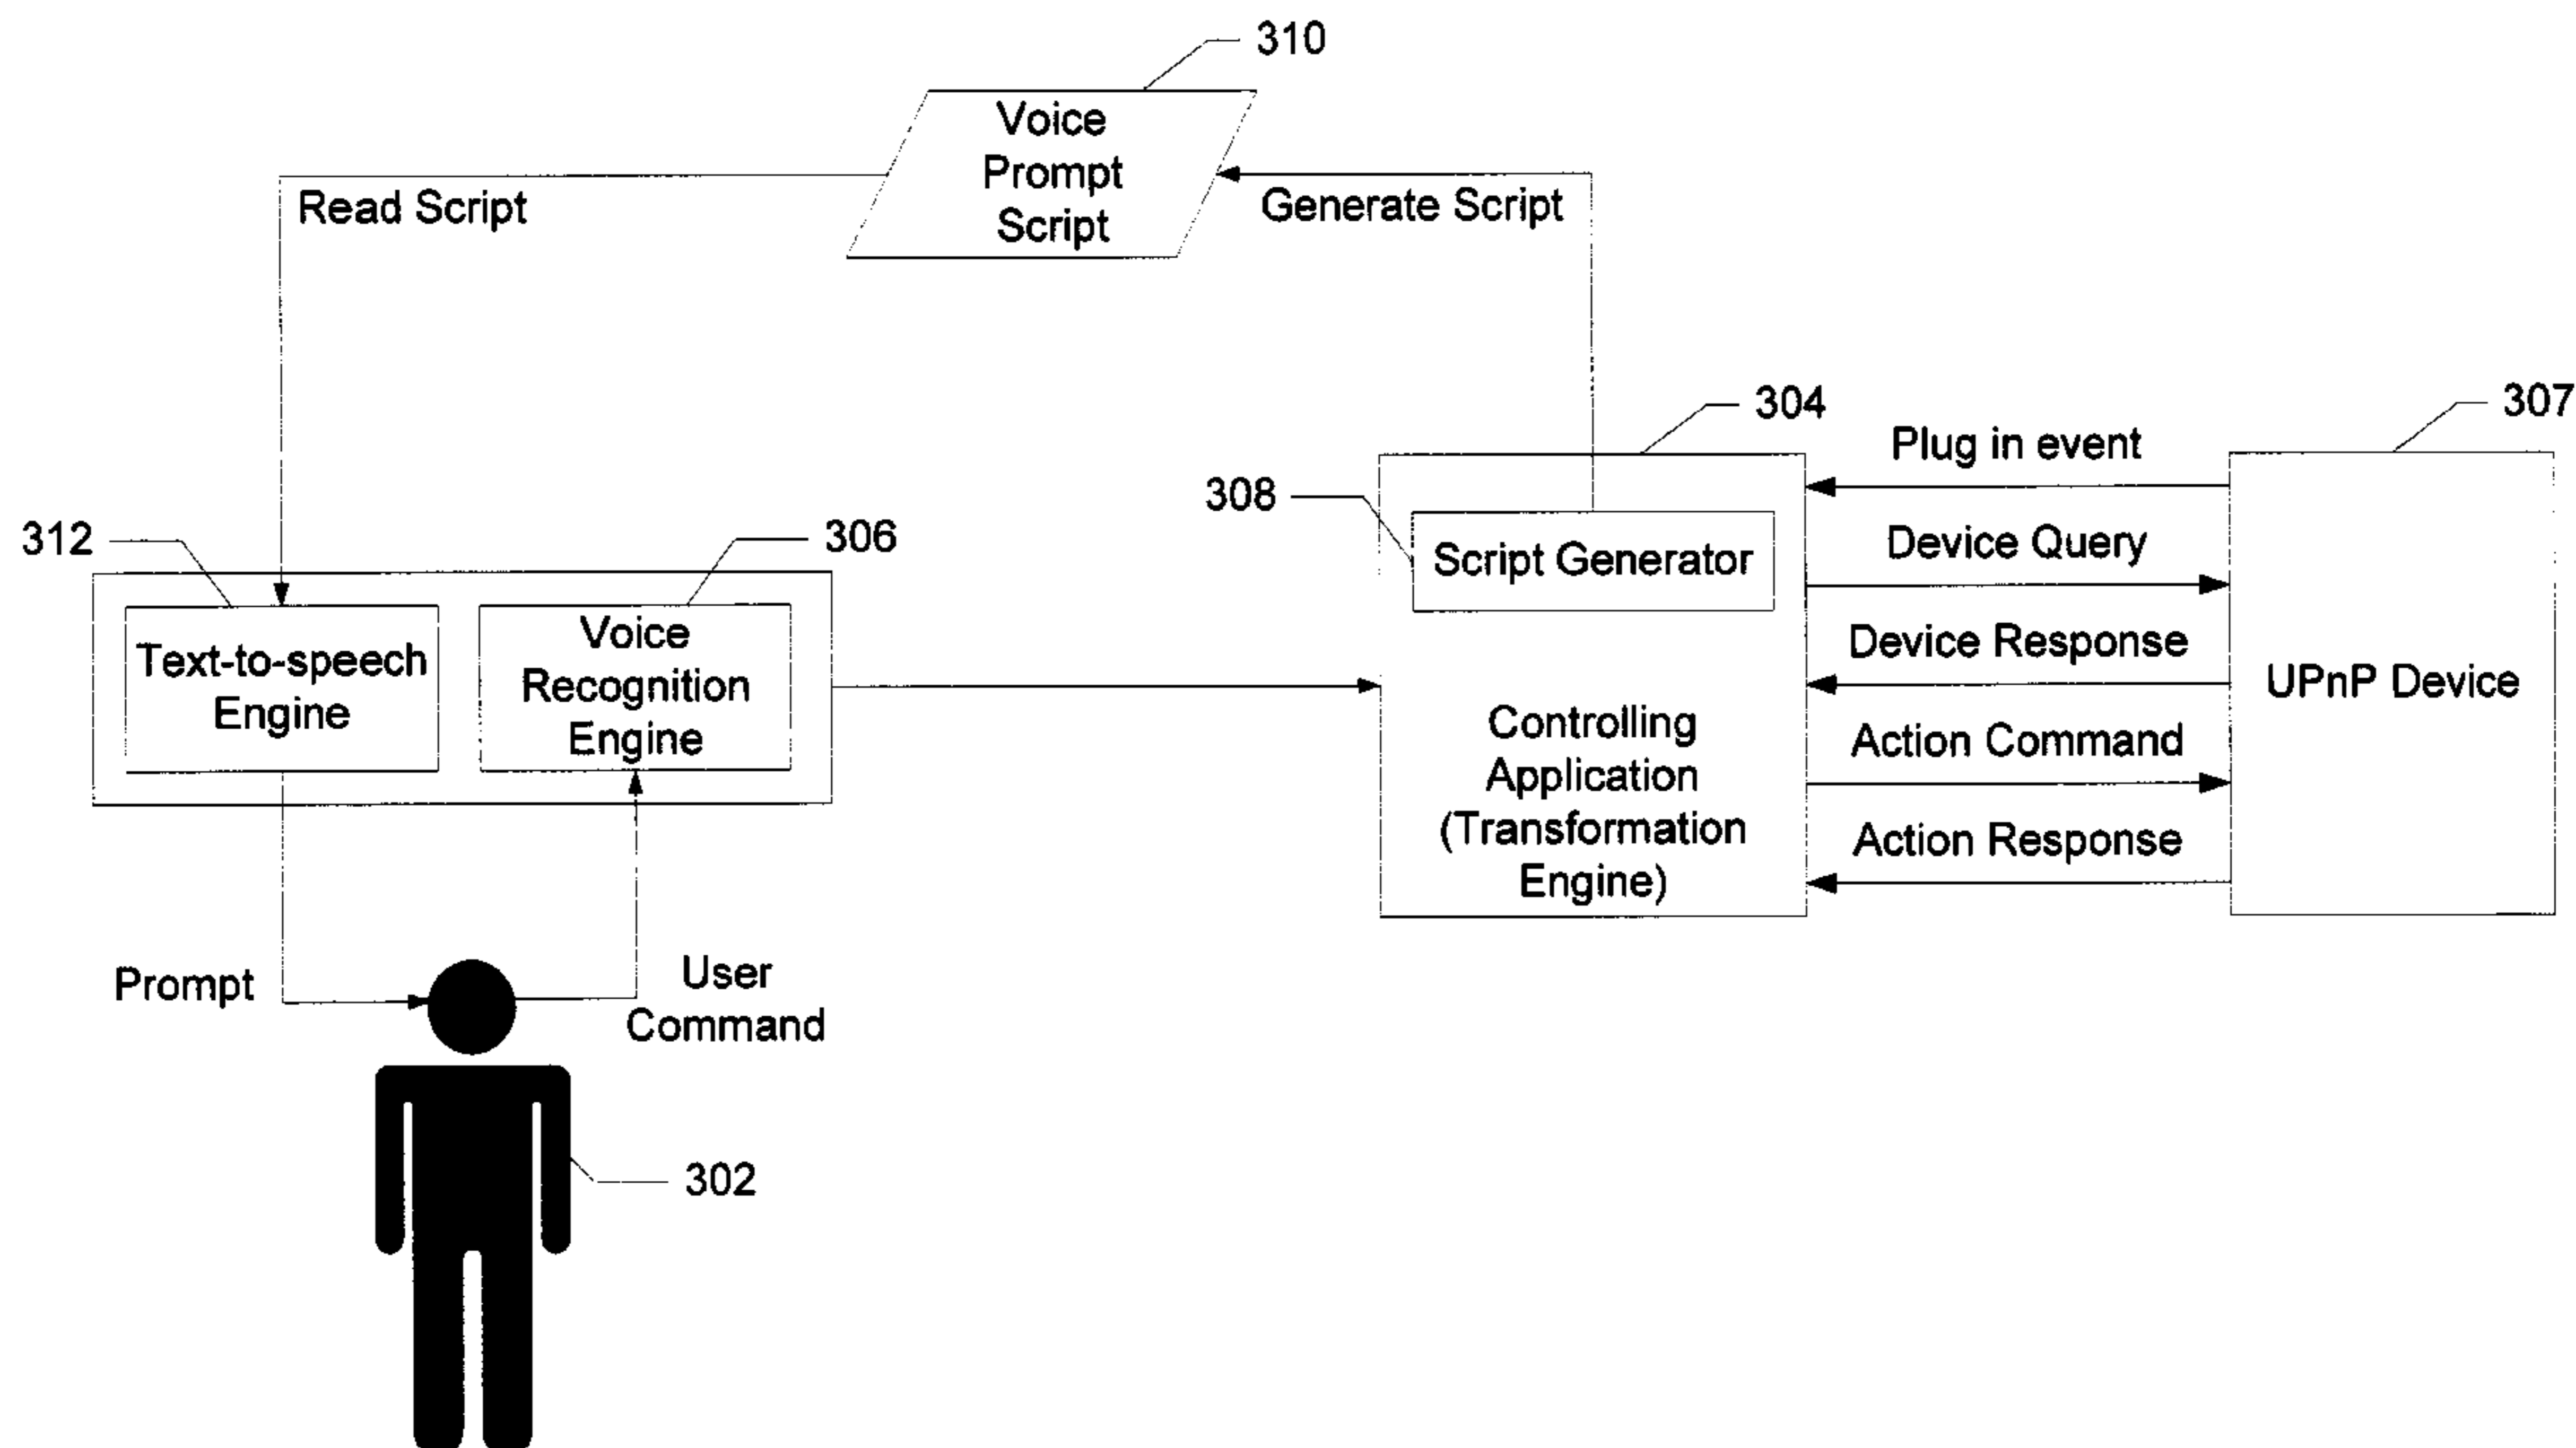 310
Voice
Prompt
Script
Read Script
Generate Script
304
307
Plug in event
308
Script Generator
Device Query
312
306
Text-to-speech
Engine
Voice
Recognition
Engine
Device Response
UPnP Device
Controlling
Application
(Transformation
Engine)
Action Command
Action Response
Prompt
User
Command
302